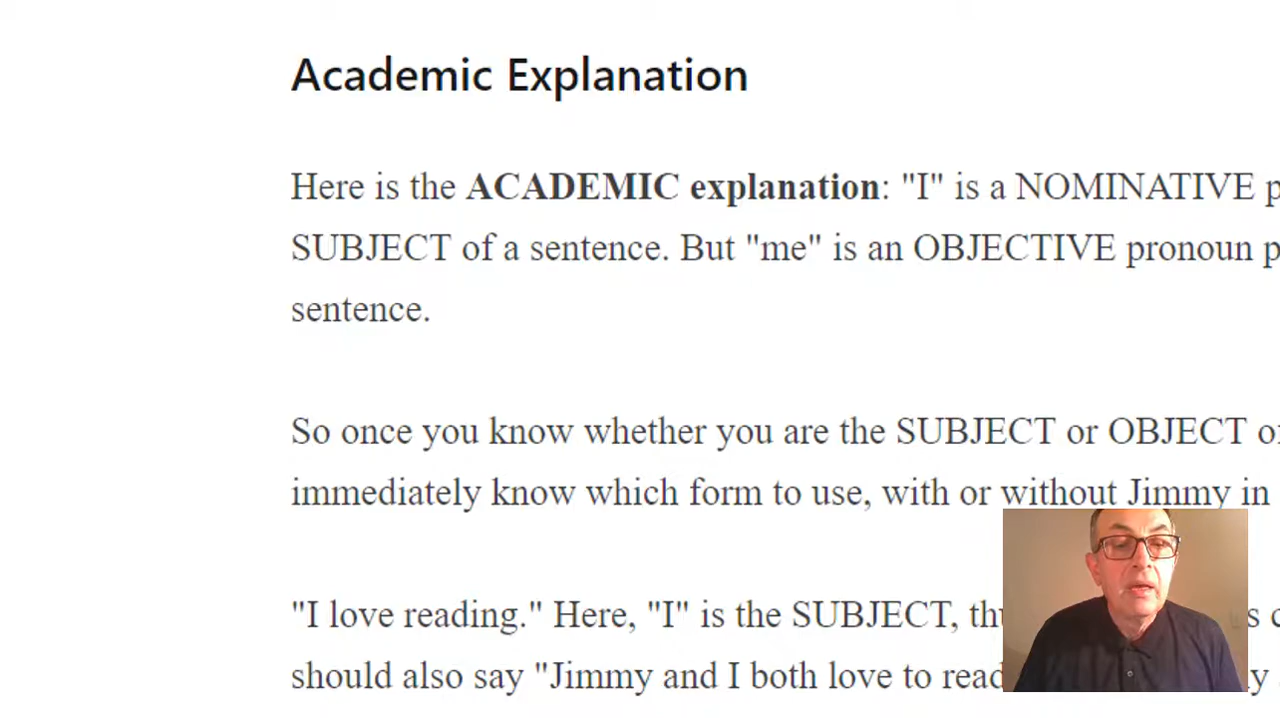 Academic Explanation
Here is the ACADEMIC explanation: "I" is a NOMINATIVE p
SUBJECT of a sentence. But "me" is an OBJECTIVE pronoun p
sentence.
So once you know whether you are the SUBJECT or OBJECT of
immediately know which form to use, with or without Jimmy in
"I love reading." Here, "I" is the SUBJECT,
should also say "Jimmy and I both love to read